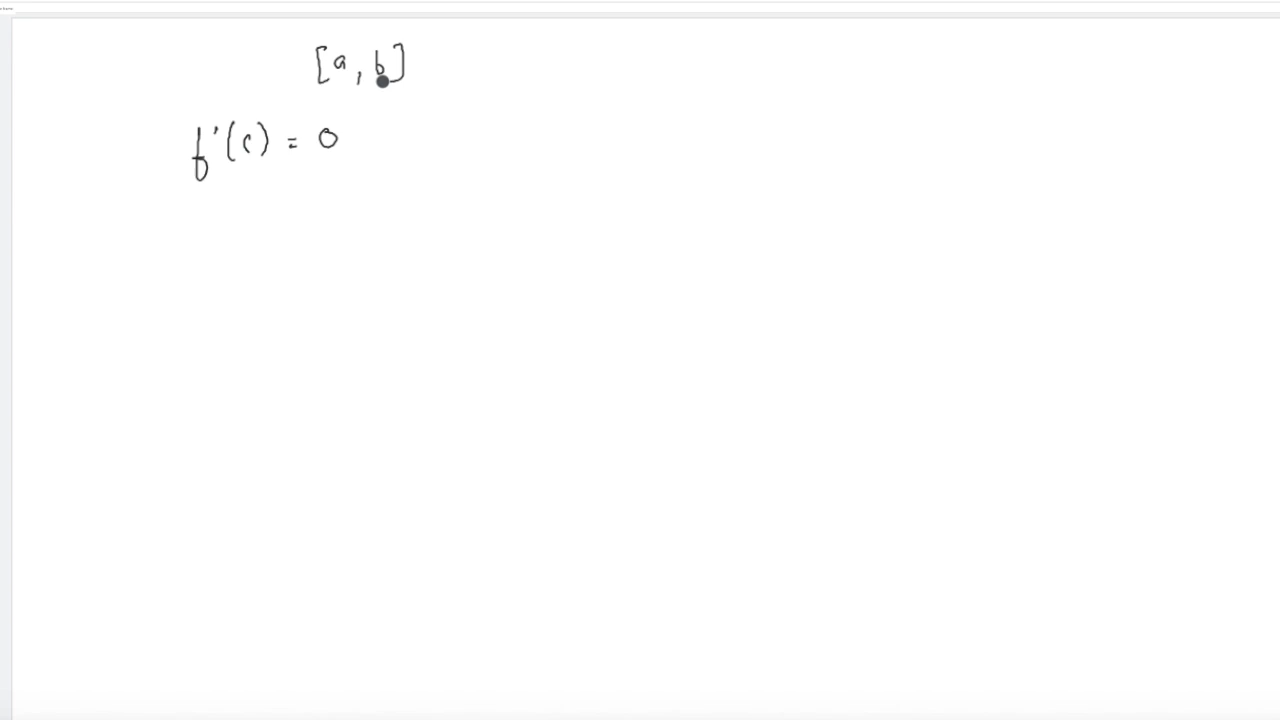 [a, b]
f'(c) = 0